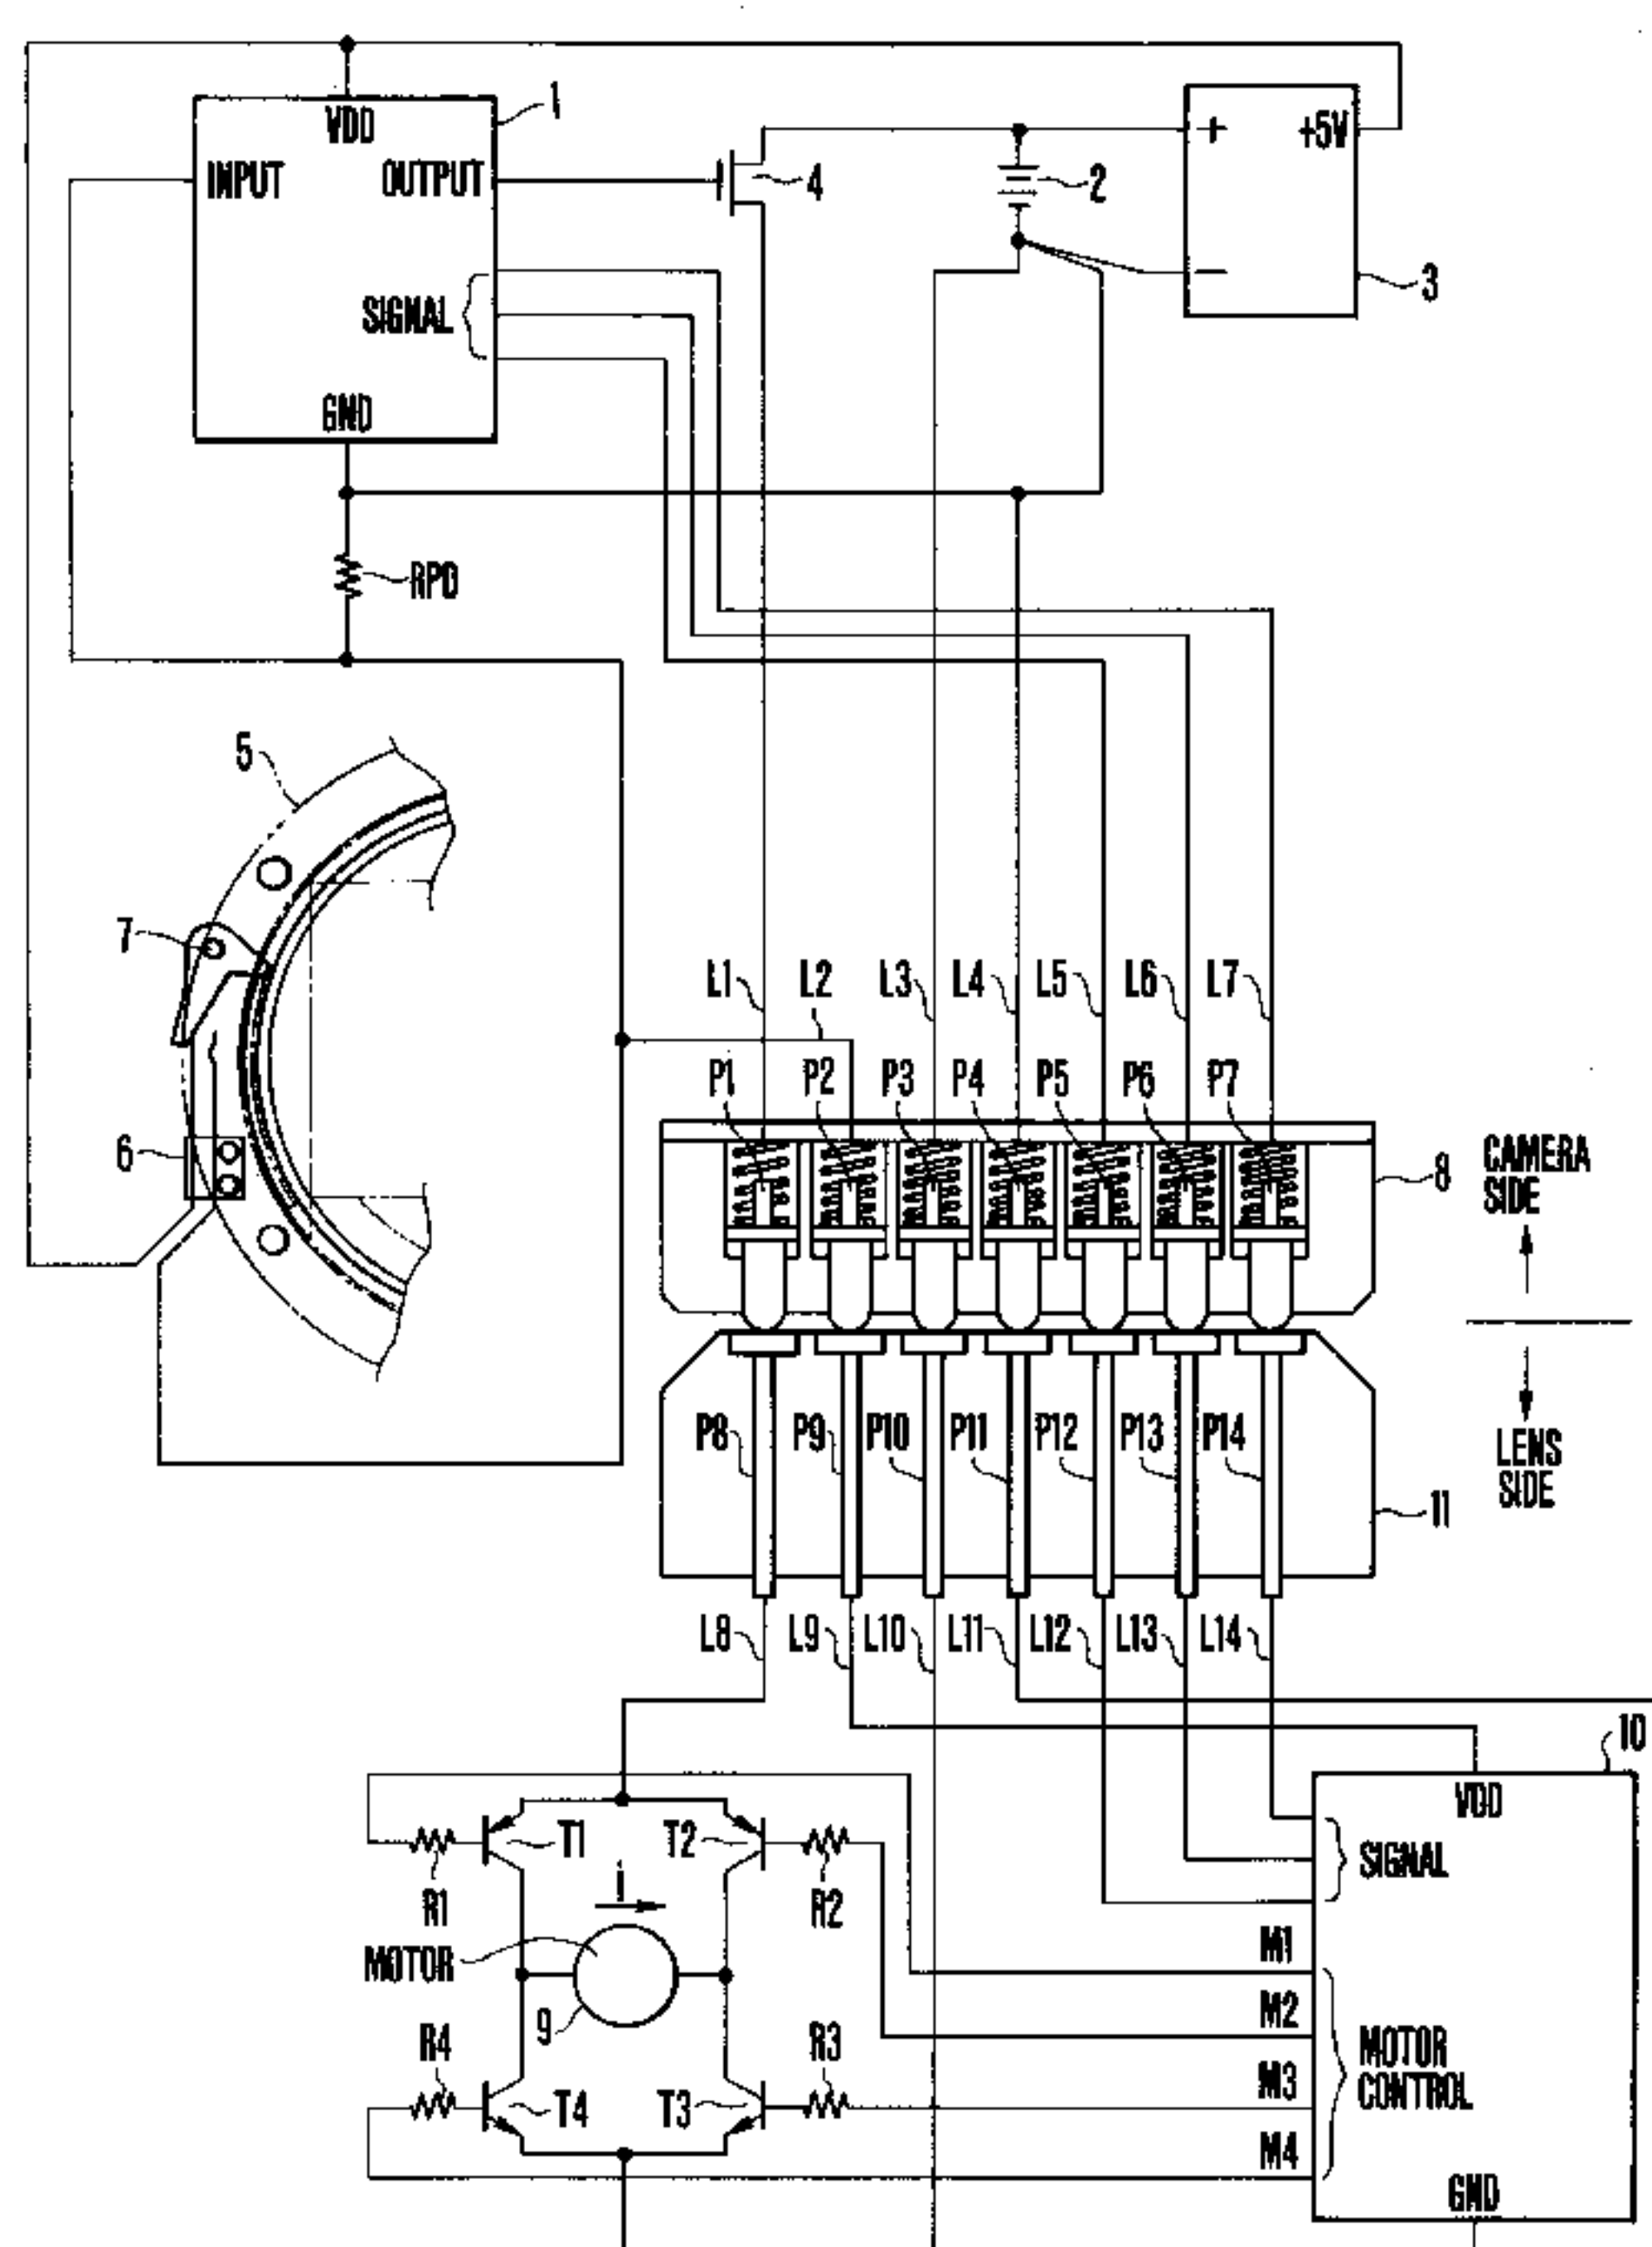 1
VDD
+ +5V
INPUT OUTPUT
4
2
3
SIGNAL
GND
RPD
5
7
L1 L2 L3 L4 L5 L6 L7
P1 P2 P3 P4 P5 P6 P7
6
8
CAMERA
SIDE
P8 P9 P10 P11 P12 P13 P14
LENS
SIDE
11
L8 L9 L10 L11 L12 L13 L14
10
VDD
T1 T2
SIGNAL
i
R1 R2
M1
MOTOR
M2
9
R4 R3
MOTOR
CONTROL
M3
T4 T3
M4
GND